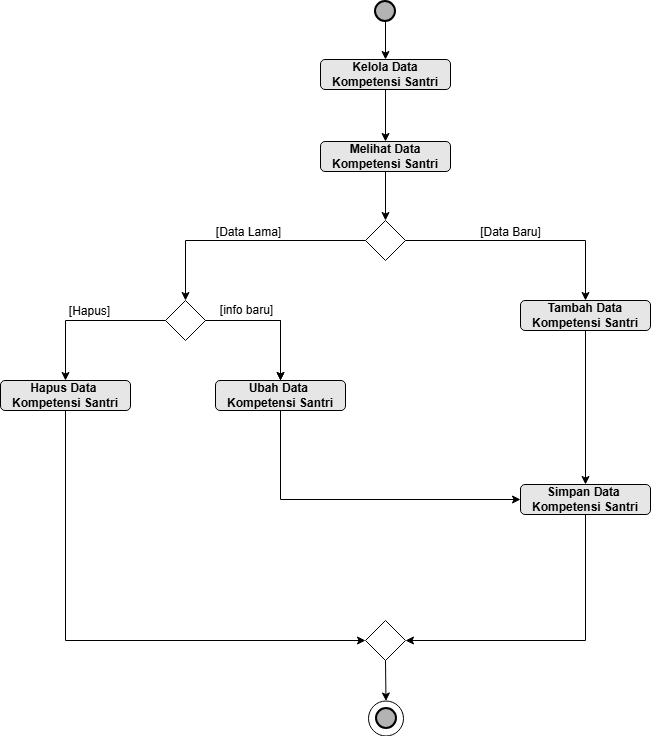 Kelola Data
Kompetensi Santri
Melihat Data
Kompetensi Santri
[Data Lama]
[Data Baru]
[Hapus]
[info baru]
Tambah Data
Kompetensi Santri
Hapus Data
Kompetensi Santri
Ubah Data
Kompetensi Santri
Simpan Data
Kompetensi Santri